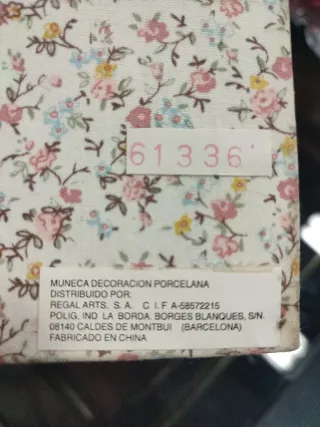 61336
MUNECA DECORACION PORCELANA
DISTRIBUIDO POR:
REGAL ARTS, S. A. C I. F A-58572215
POLIG, IND LA BORDA. BORGES BLANQUES, S/N.
08140 CALDES DE MONTBUI (BARCELONA)
FABRICADO EN CHINA